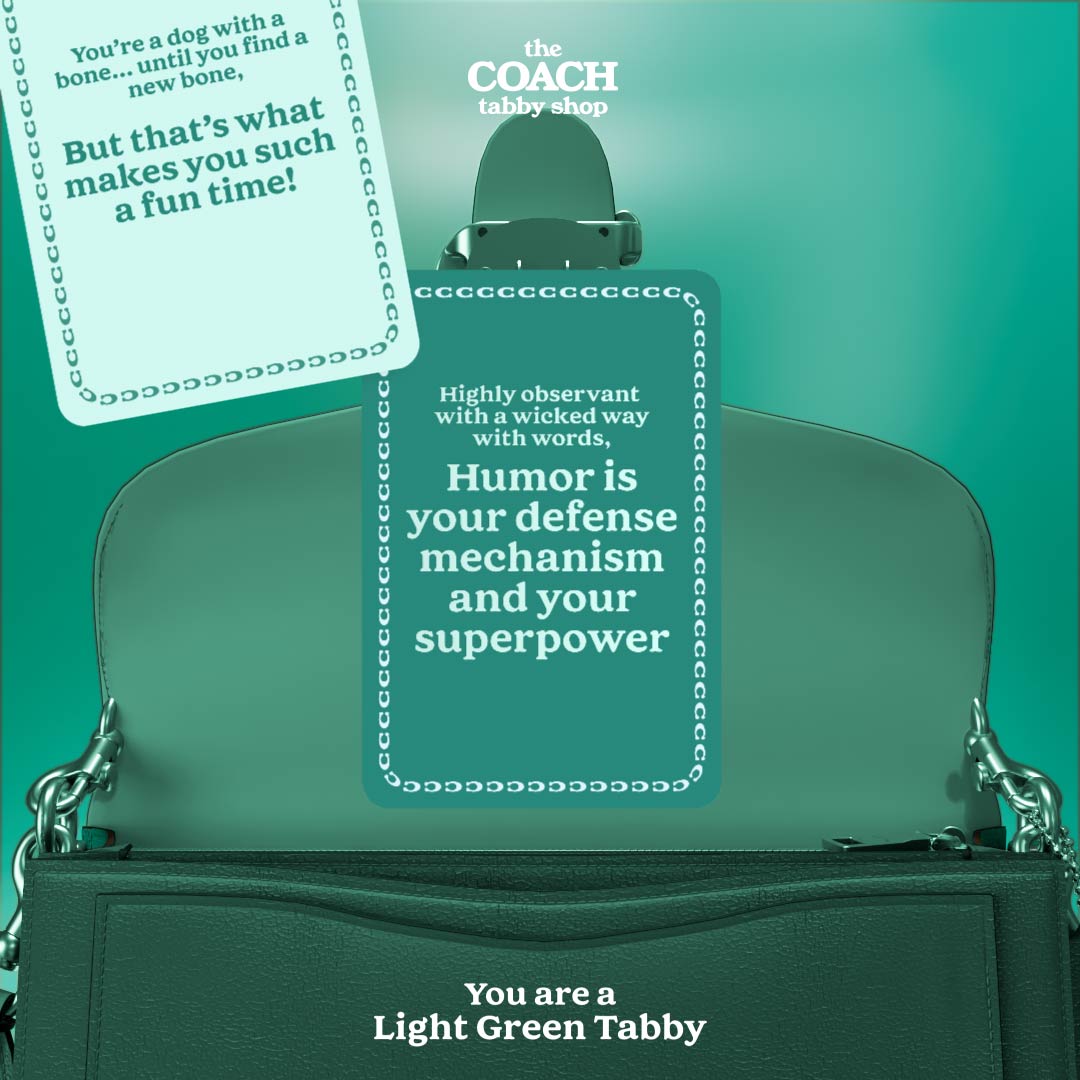 You're a dog with a
bone... until you find a
new bone,
But that's what
makes you such
a fun time!
the
COACH
tabby shop
Highly observant
with a wicked way
with words,
Humor is
your defense
mechanism
and your
superpower
You are a
Light Green Tabby